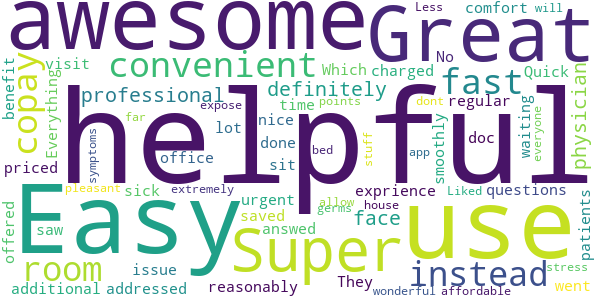 awesome
Great
Less
comfort
will
No
benefit
visit
convenient
Which
charged
fast
Quick
copay
Everything
professional
definitely
time
expose
points
dont
regular
physician
helpful
far
lot
nice
done
stuff
doc
smoothly
waiting
everyone
priced
symptoms
office
sit
bed
app
pleasant
sick
extremely
urgent
exprience
house
Liked
questions
Easy
use
saved
germs
allow
face
patients
offered
saw
answered
Super
room
issue
They
instead
stress
went
additional
addressed
reasonably
wonderful
affordable